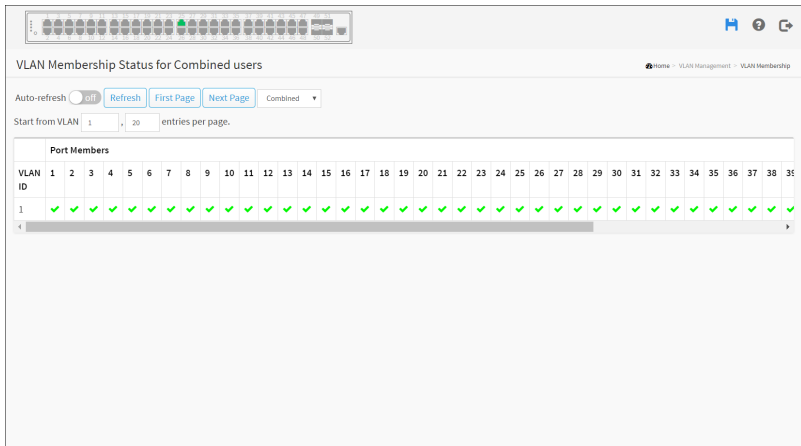 VLAN Membership Status for Combined users
Home > VLAN Management > VLAN Membership
Auto-refresh off Refresh First Page Next Page Combined
Start from VLAN 1 , 20 entries per page.
Port Members
VLAN ID 1 2 3 4 5 6 7 8 9 10 11 12 13 14 15 16 17 18 19 20 21 22 23 24 25 26 27 28 29 30 31 32 33 34 35 36 37 38 39
1